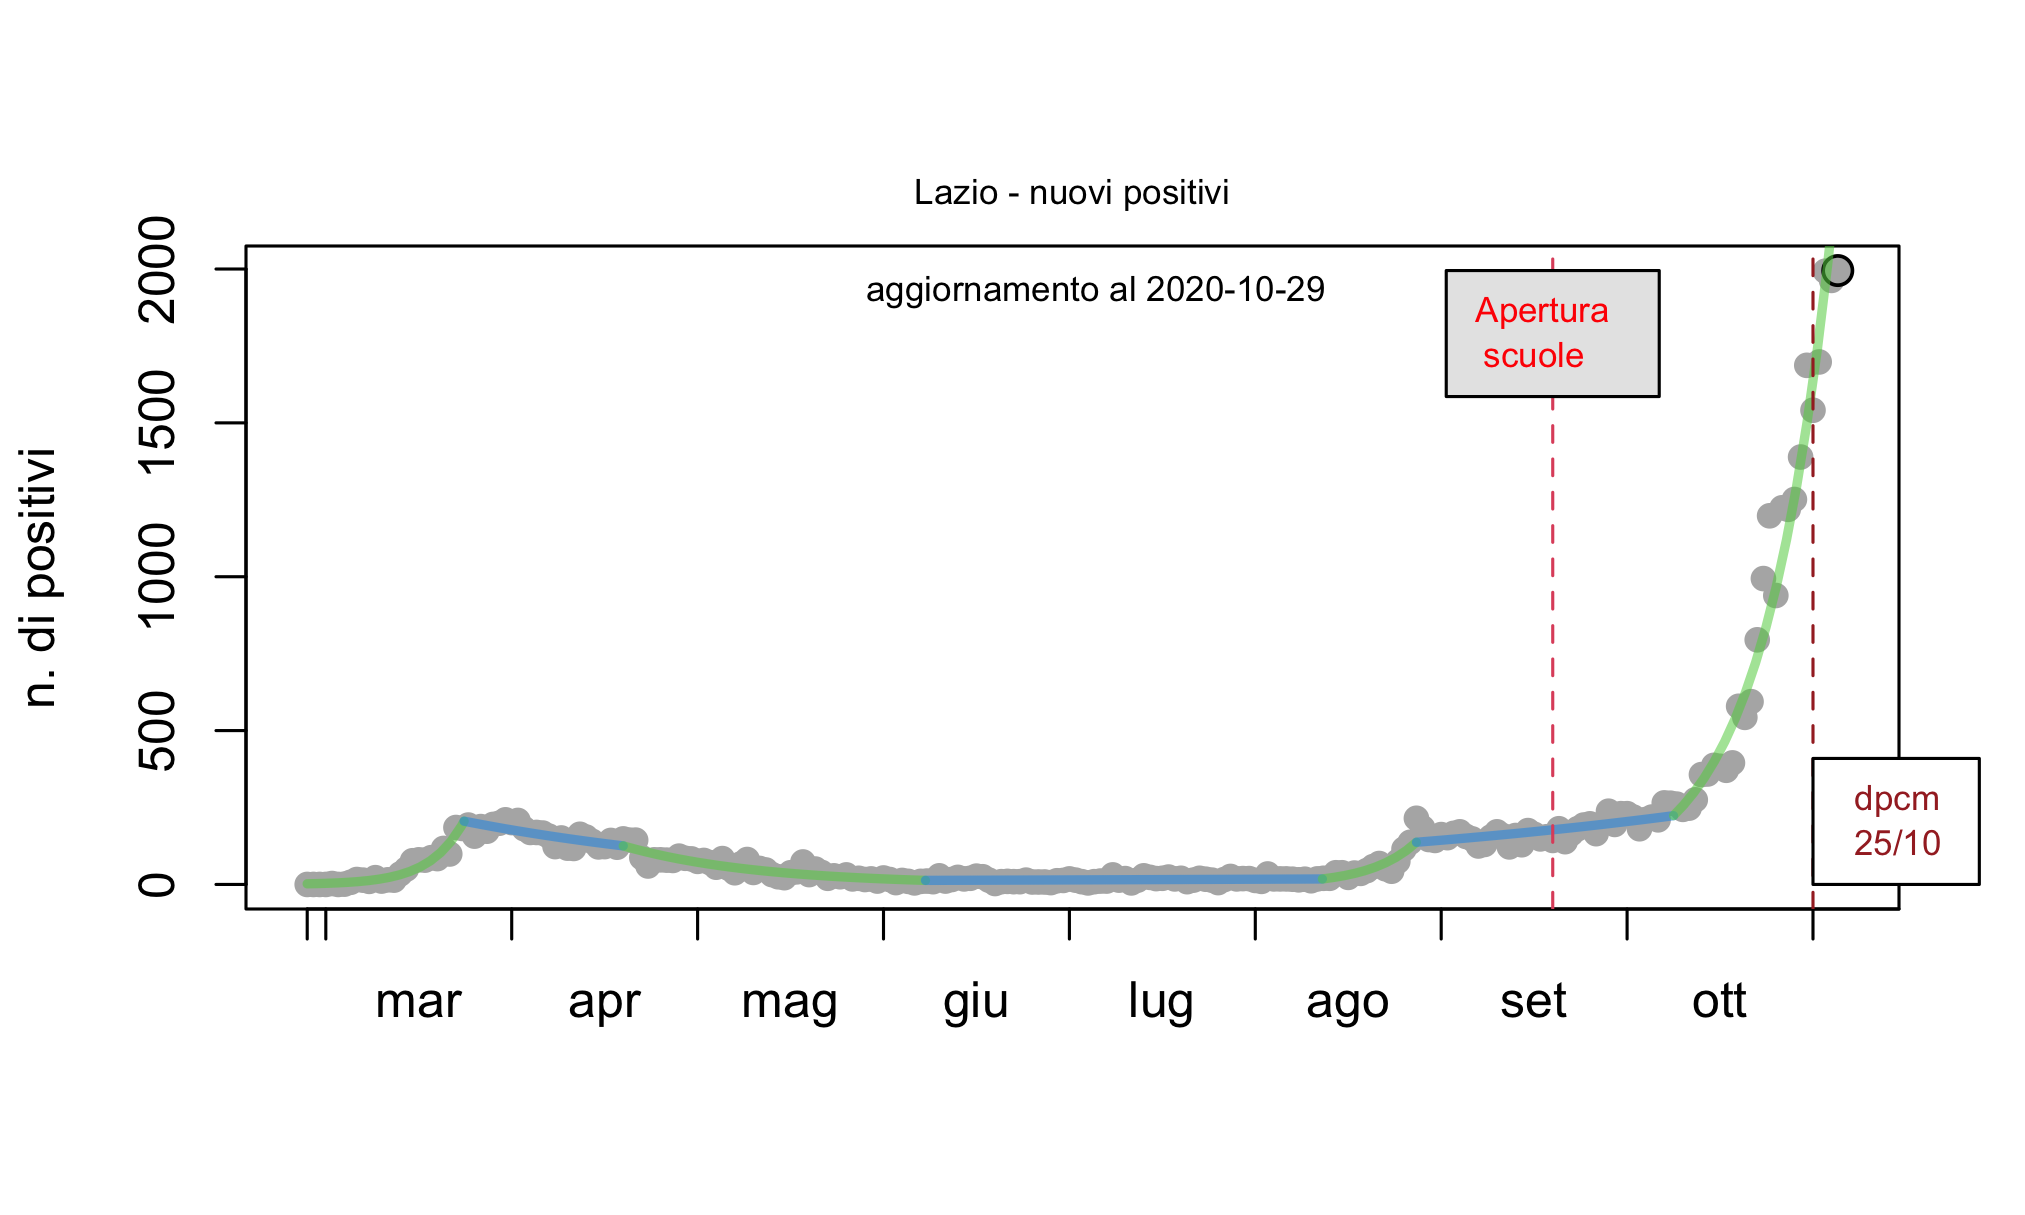 Lazio - nuovi positivi
aggiornamento al 2020-10-29
Apertura
scuole
dpcm
25/10
n. di positivi
2000
1500
1000
500
0
mar apr mag giu lug ago set ott